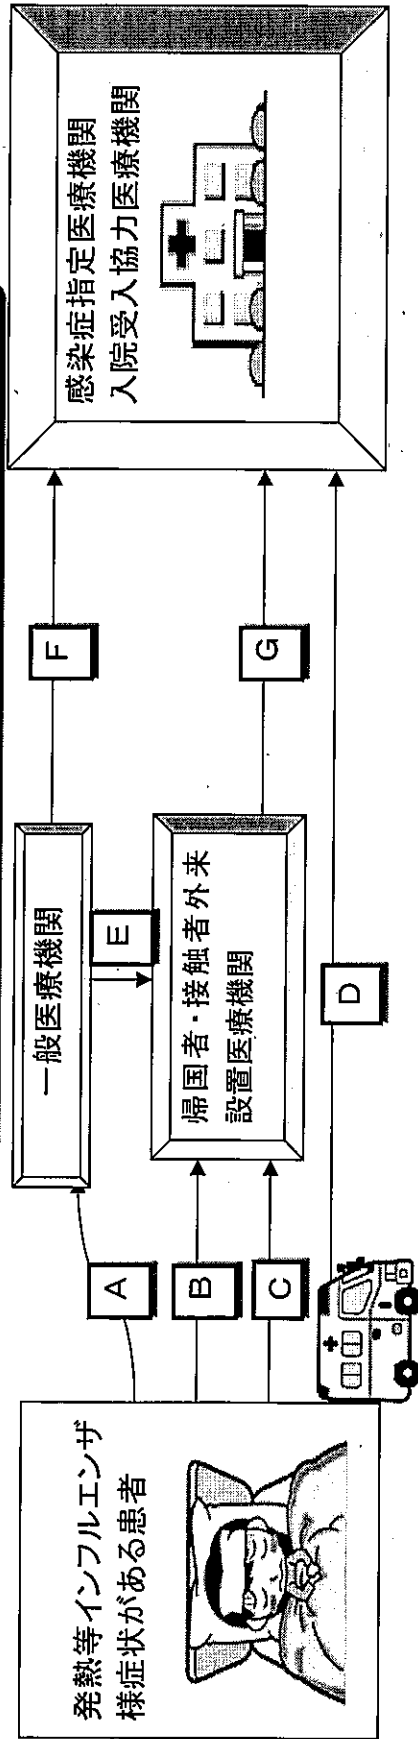 発熱等インフルエンザ
様症状がある患者
A
B
C
D
一般医療機関
E
帰国者・接触者外来
設置医療機関
F
G
感染症指定医療機関
入院受入協力医療機関